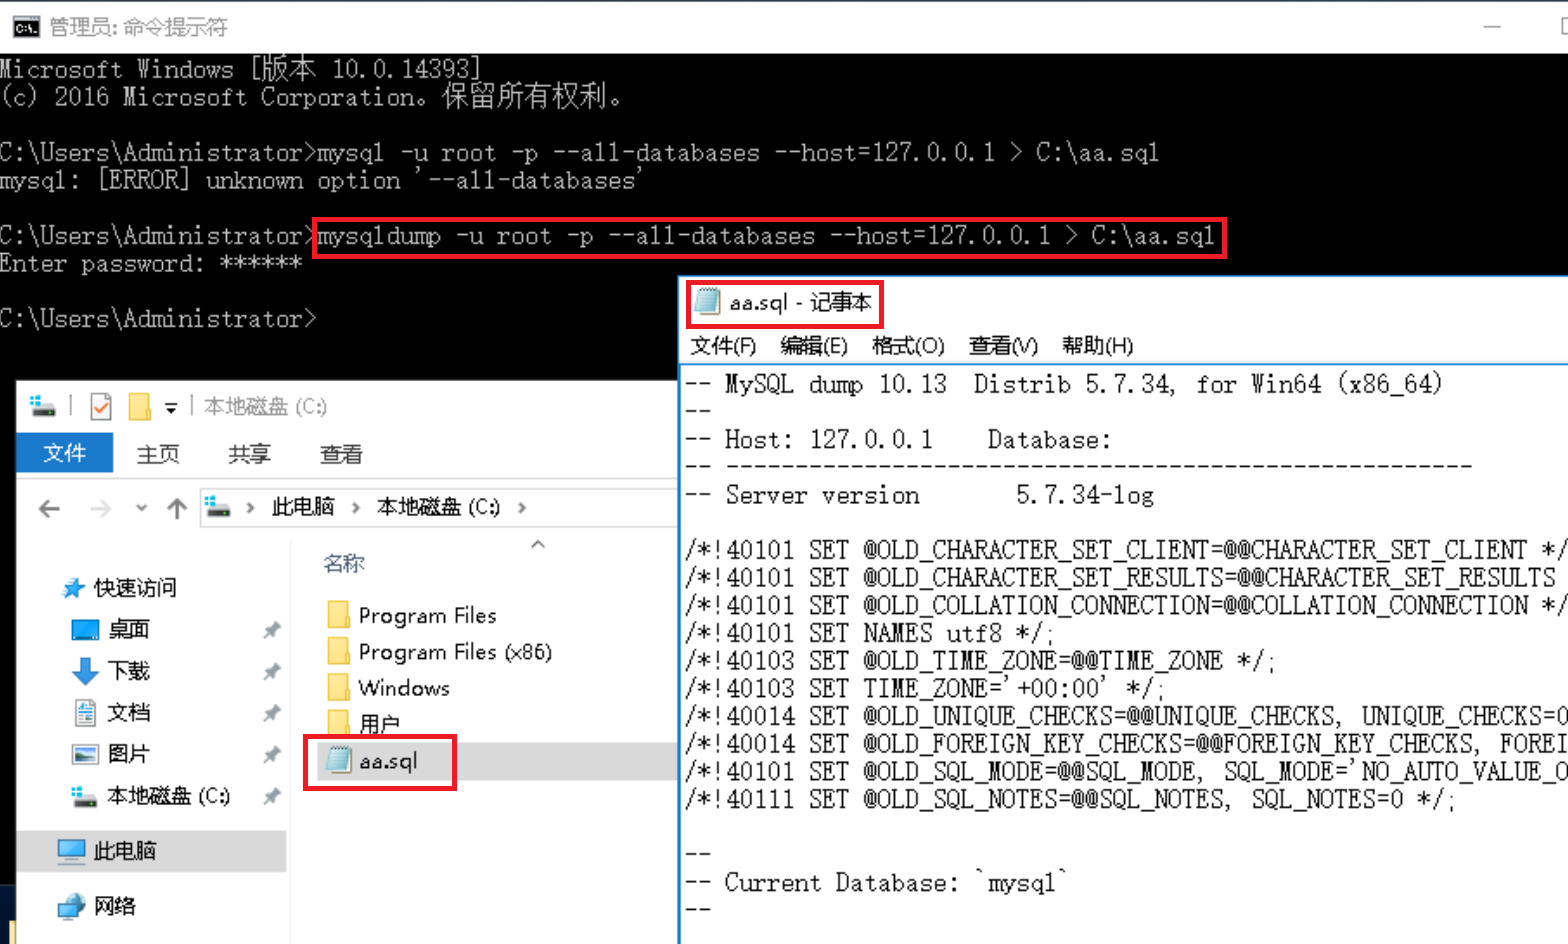 管理员: 命令提示符
Microsoft Windows [版本 10.0.14393]
(c) 2016 Microsoft Corporation。保留所有权利。
C:\Users\Administrator>mysql -u root -p --all-databases --host=127.0.0.1 > C:\aa.sql
mysql: [ERROR] unknown option '--all-databases'
C:\Users\Administrator>mysqldump -u root -p --all-databases --host=127.0.0.1 > C:\aa.sql
Enter password: ******
C:\Users\Administrator>
本地磁盘 (C:)
文件 主页 共享 查看
此电脑 > 本地磁盘 (C:) >
名称
快速访问
桌面
下载
文档
图片
本地磁盘 (C:)
此电脑
网络
Program Files
Program Files (x86)
Windows
用户
aa.sql
aa.sql - 记事本
文件(F) 编辑(E) 格式(O) 查看(V) 帮助(H)
-- MySQL dump 10.13  Distrib 5.7.34, for Win64 (x86_64)
--
-- Host: 127.0.0.1    Database:
-- ------------------------------------------------------
-- Server version       5.7.34-log
/*!40101 SET @OLD_CHARACTER_SET_CLIENT=@@CHARACTER_SET_CLIENT */
/*!40101 SET @OLD_CHARACTER_SET_RESULTS=@@CHARACTER_SET_RESULTS
/*!40101 SET @OLD_COLLATION_CONNECTION=@@COLLATION_CONNECTION */
/*!40101 SET NAMES utf8 */;
/*!40103 SET @OLD_TIME_ZONE=@@TIME_ZONE */;
/*!40103 SET TIME_ZONE='+00:00' */;
/*!40014 SET @OLD_UNIQUE_CHECKS=@@UNIQUE_CHECKS, UNIQUE_CHECKS=0
/*!40014 SET @OLD_FOREIGN_KEY_CHECKS=@@FOREIGN_KEY_CHECKS, FOREI
/*!40101 SET @OLD_SQL_MODE=@@SQL_MODE, SQL_MODE='NO_AUTO_VALUE_O
/*!40111 SET @OLD_SQL_NOTES=@@SQL_NOTES, SQL_NOTES=0 */;
--
-- Current Database: `mysql`
--